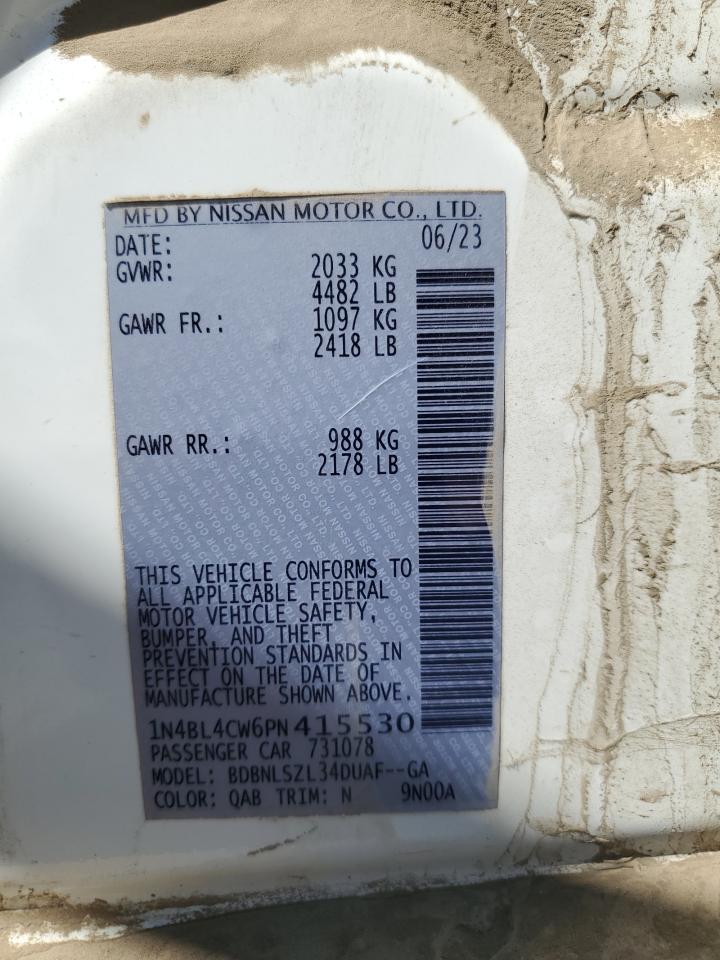 MFD BY NISSAN MOTOR CO., LTD.
DATE: 06/23
GVWR: 2033 KG
4482 LB
GAWR FR.: 1097 KG
2418 LB
GAWR RR.: 988 KG
2178 LB
THIS VEHICLE CONFORMS TO
ALL APPLICABLE FEDERAL
MOTOR VEHICLE SAFETY,
BUMPER, AND THEFT
PREVENTION STANDARDS IN
EFFECT ON THE DATE OF
MANUFACTURE SHOWN ABOVE.
1N4BL4CW6PN415530
PASSENGER CAR 731078
MODEL: BDBNLSZL34DUAF--GA
COLOR: QAB TRIM: N 9N00A